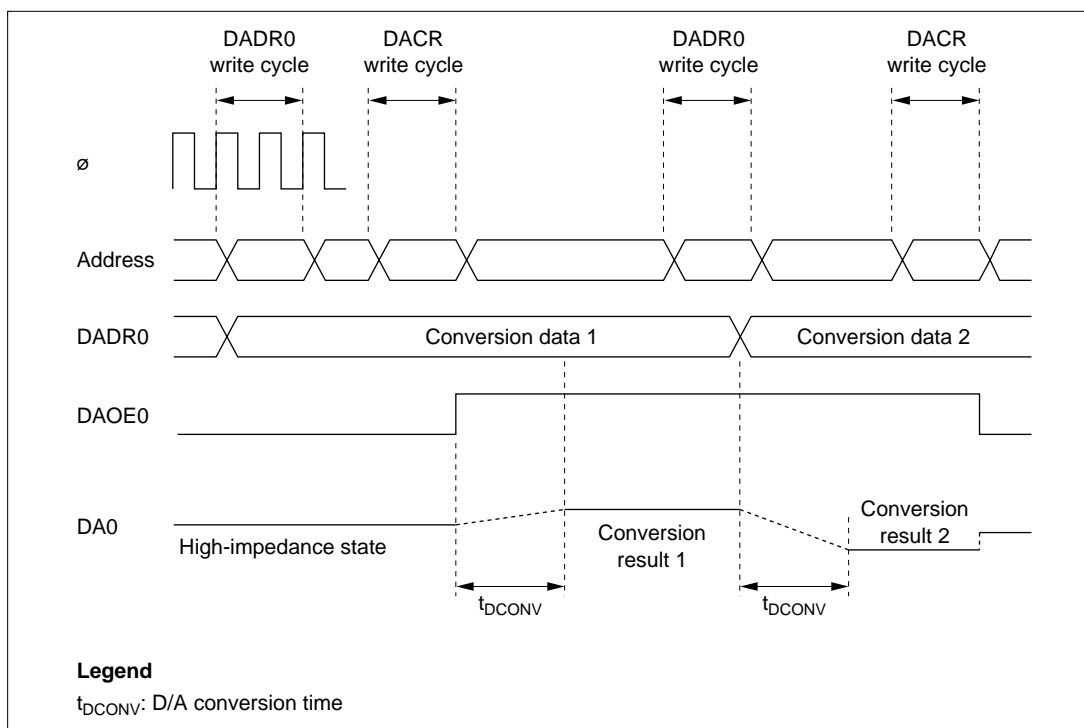 DADR0
write cycle
DACR
write cycle
DADR0
write cycle
DACR
write cycle
ø
Address
DADR0
Conversion data 1
Conversion data 2
DAOE0
DA0
High-impedance state
Conversion
result 1
Conversion
result 2
tDCONV
tDCONV
Legend
tDCONV: D/A conversion time